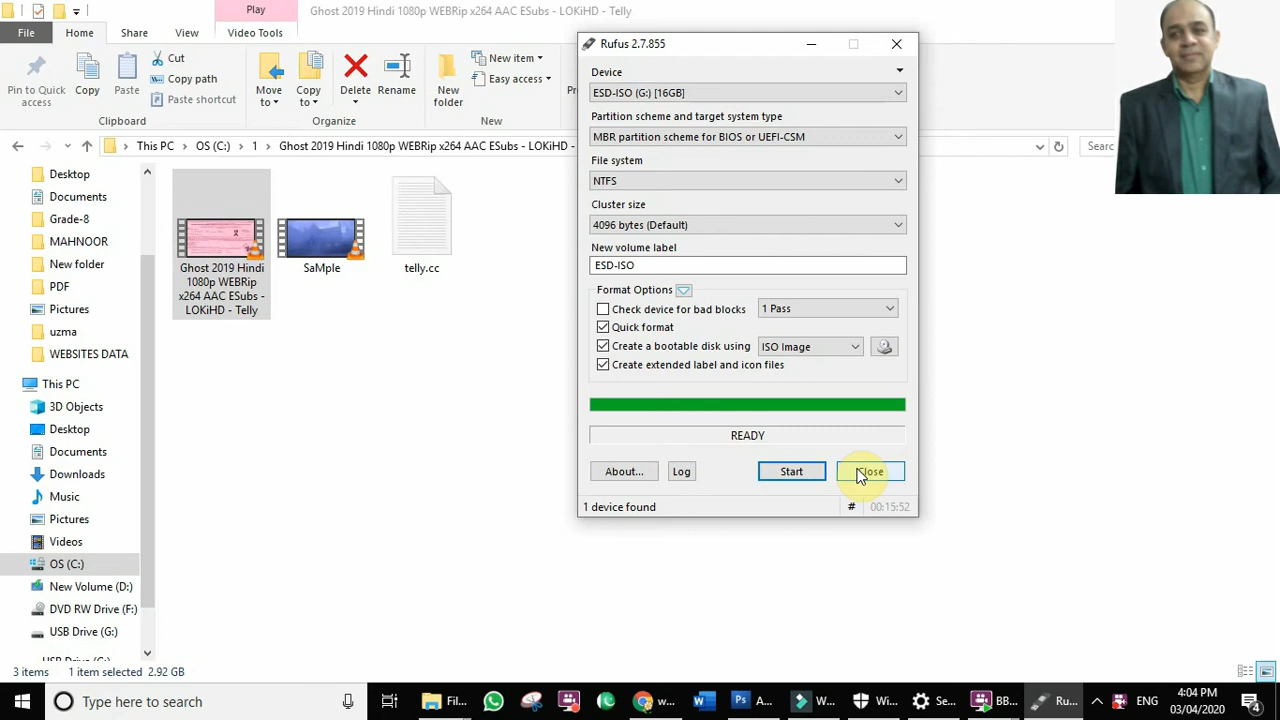 Play
Ghost 2019 Hindi 1080p WEBRip x264 AAC ESubs - LOKiHD - Telly
File
Home
Share
View
Video Tools
Pin to Quick access
Copy
Paste
Cut
Copy path
Paste shortcut
Clipboard
Move to
Copy to
Delete
Rename
Organize
New folder
New item
Easy access
New
This PC
OS (C:)
1
Ghost 2019 Hindi 1080p WEBRip x264 AAC ESubs - LOKiHD -
Desktop
Documents
Grade-8
MAHNOOR
New folder
PDF
Pictures
uzma
WEBSITES DATA
This PC
3D Objects
Desktop
Documents
Downloads
Music
Pictures
Videos
OS (C:)
New Volume (D:)
DVD RW Drive (F:)
USB Drive (G:)
Ghost 2019 Hindi
1080p WEBRip
x264 AAC ESubs -
LOKiHD - Telly
SaMple
telly.cc
3 items
1 item selected 2.92 GB
Rufus 2.7.855
Device
ESD-ISO (G:) [16GB]
Partition scheme and target system type
MBR partition scheme for BIOS or UEFI-CSM
File system
NTFS
Cluster size
4096 bytes (Default)
New volume label
ESD-ISO
Format Options
Check device for bad blocks
1 Pass
Quick format
Create a bootable disk using
ISO Image
Create extended label and icon files
READY
About...
Log
Start
Close
1 device found
#
00:15:52
Type here to search
Fil...
w...
A...
W...
Wi...
Se...
BB...
Ru...
ENG
4:04 PM
03/04/2020
4